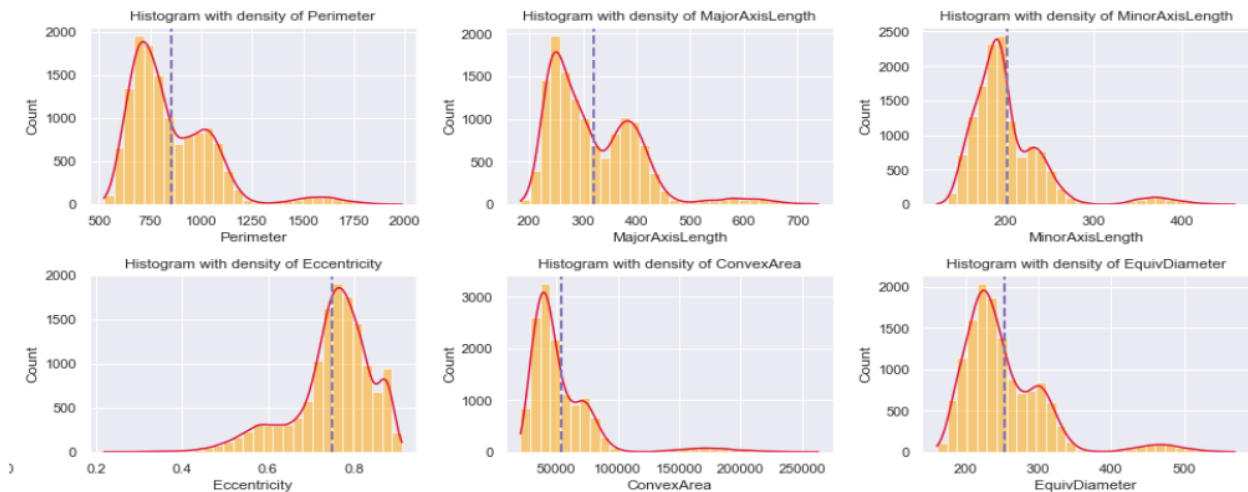 Histogram with density of Perimeter
Histogram with density of MajorAxisLength
Histogram with density of MinorAxisLength
2000
1500
1000
500
0
Count
500 750 1000 1250 1500 1750 2000
Perimeter
2000
1500
1000
500
0
Count
200 300 400 500 600 700
MajorAxisLength
2500
2000
1500
1000
500
0
Count
200 300 400
MinorAxisLength
Histogram with density of Eccentricity
Histogram with density of ConvexArea
Histogram with density of EquivDiameter
2000
1500
1000
500
0
Count
0.2 0.4 0.6 0.8
Eccentricity
3000
2000
1000
0
Count
50000 100000 150000 200000 250000
ConvexArea
2000
1500
1000
500
0
Count
200 300 400 500
EquivDiameter